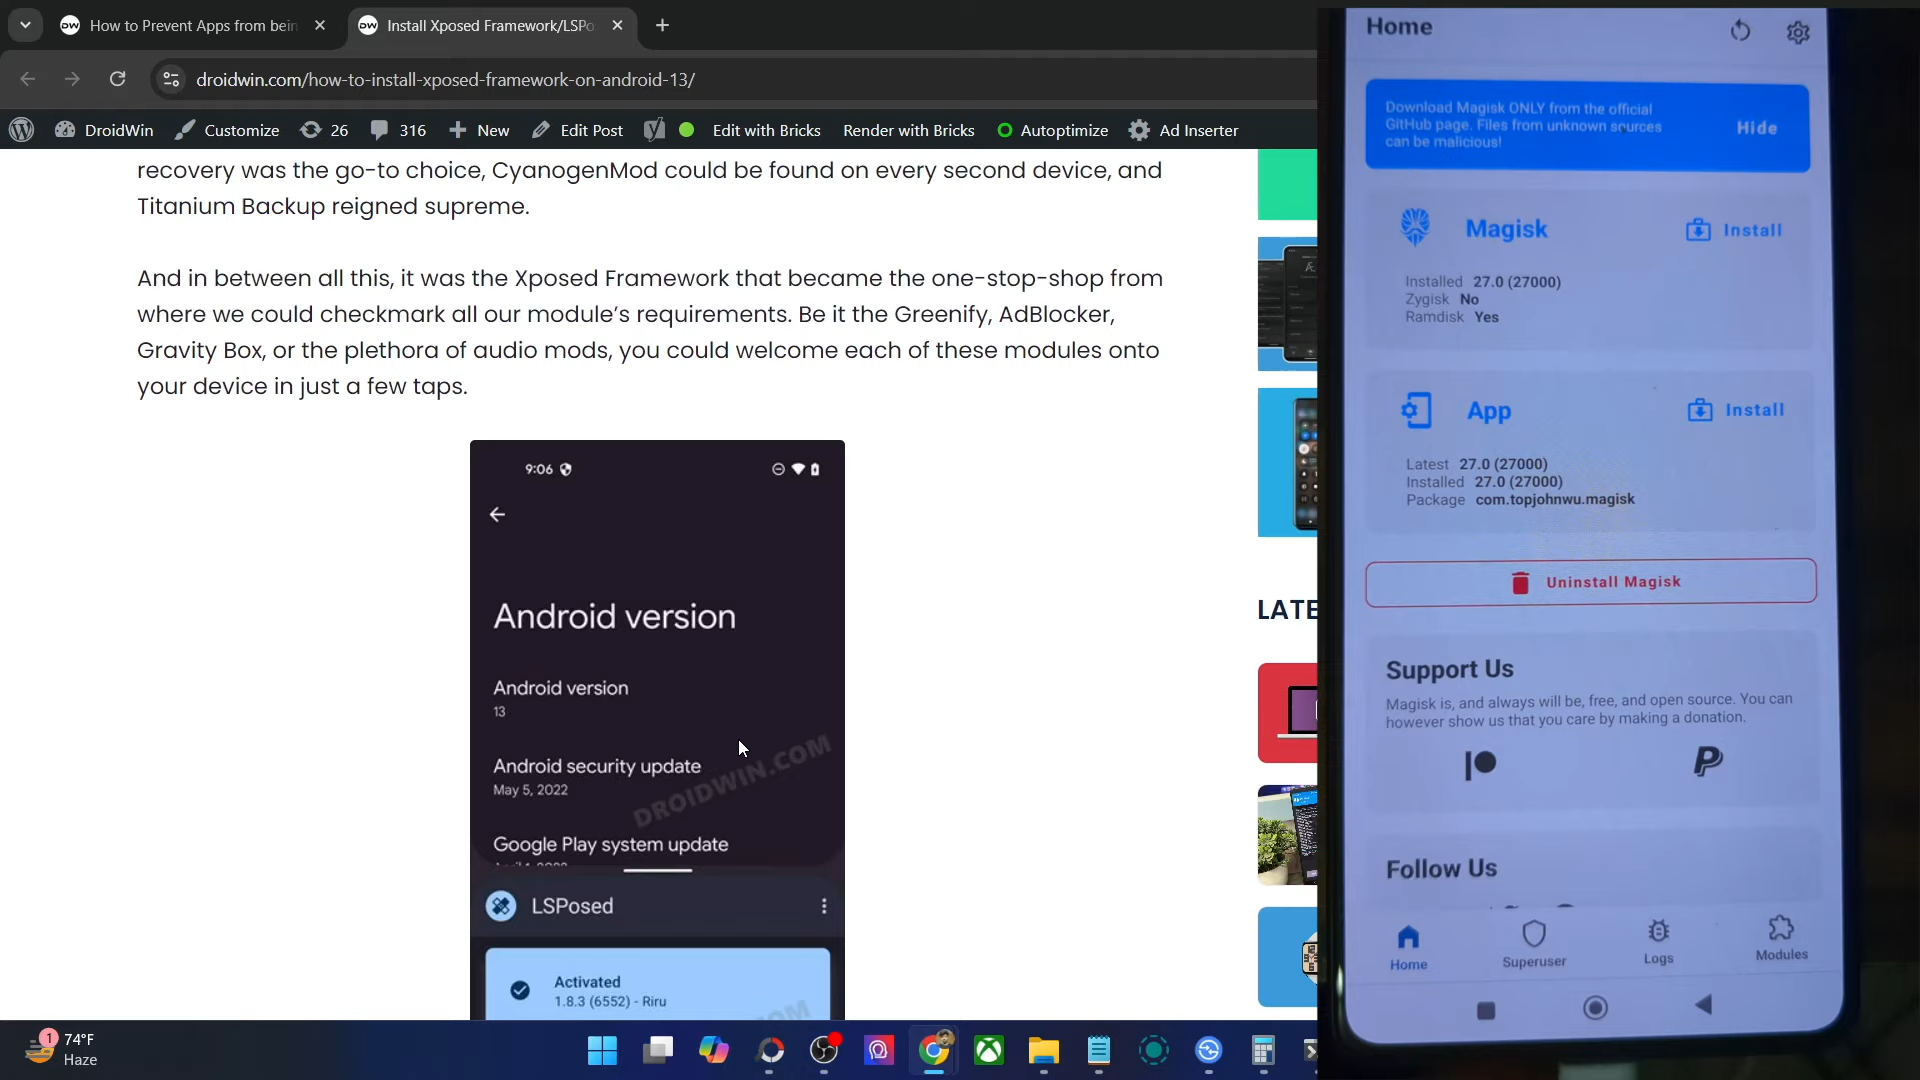 How to Prevent Apps from bein
Install Xposed Framework/LSPo
droidwin.com/how-to-install-xposed-framework-on-android-13/
DroidWin
Customize
26
316
New
Edit Post
Edit with Bricks
Render with Bricks
Autoptimize
Ad Inserter
recovery was the go-to choice, CyanogenMod could be found on every second device, and
Titanium Backup reigned supreme.
And in between all this, it was the Xposed Framework that became the one-stop-shop from
where we could checkmark all our module's requirements. Be it the Greenify, AdBlocker,
Gravity Box, or the plethora of audio mods, you could welcome each of these modules onto
your device in just a few taps.
9:06
Android version
Android version
13
Android security update
May 5, 2022
Google Play system update
DROIDWIN.COM
LSPosed
Activated
1.8.3 (6552) - Riru
LATE
1
74°F
Haze
Home
Download Magisk ONLY from the official
GitHub page. Files from unknown sources
can be malicious!
Hide
Magisk
Install
Installed 27.0 (27000)
Zygisk No
Ramdisk Yes
App
Install
Latest 27.0 (27000)
Installed 27.0 (27000)
Package com.topjohnwu.magisk
Uninstall Magisk
Support Us
Magisk is, and always will be, free, and open source. You can
however show us that you care by making a donation.
Follow Us
Home
Superuser
Logs
Modules